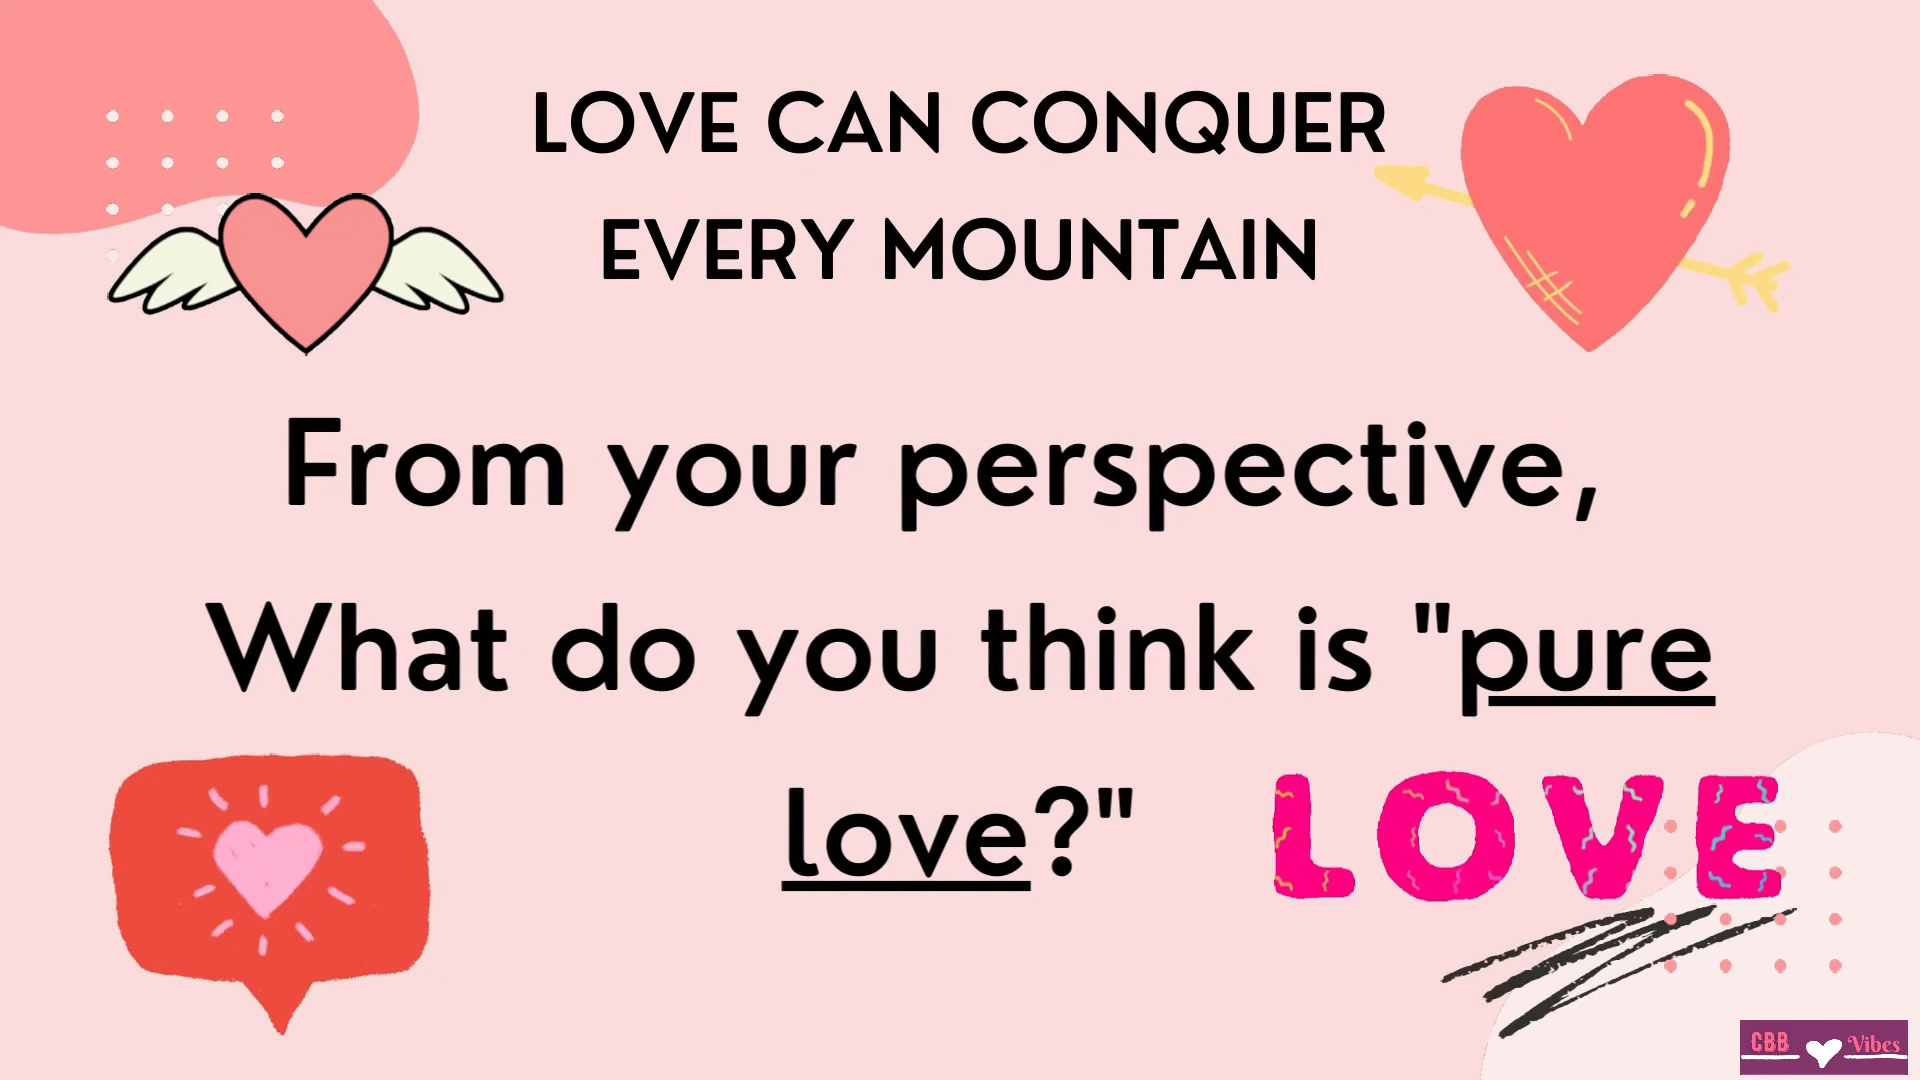 LOVE CAN CONQUER
EVERY MOUNTAIN
From your perspective,
What do you think is "pure
love?"
LOVE
CBB Vibes